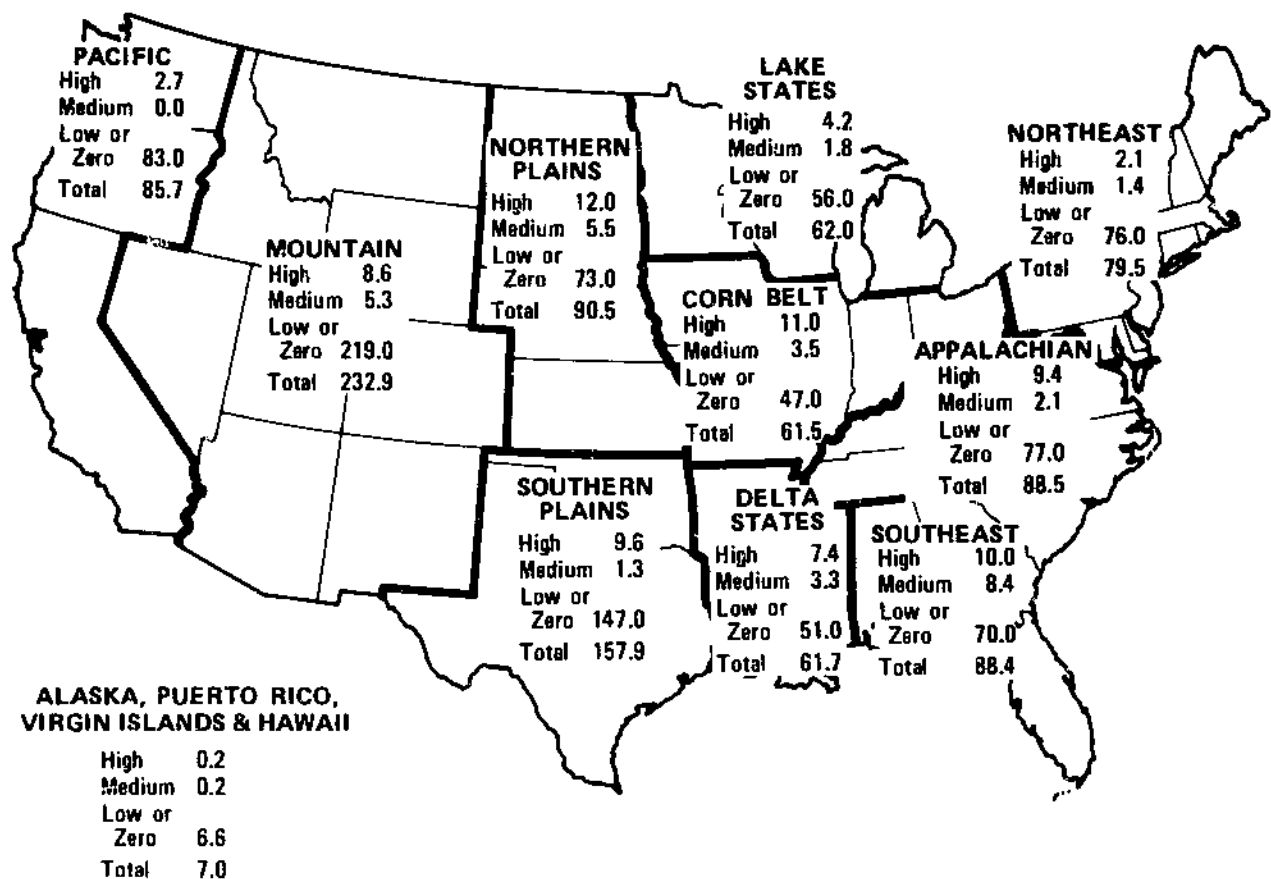 PACIFIC
High 2.7
Medium 0.0
Low or
Zero 83.0
Total 85.7
MOUNTAIN
High 8.6
Medium 5.3
Low or
Zero 219.0
Total 232.9
NORTHERN
PLAINS
High 12.0
Medium 5.5
Low or
Zero 73.0
Total 90.5
LAKE
STATES
High 4.2
Medium 1.8
Low or
Zero 56.0
Total 62.0
NORTHEAST
High 2.1
Medium 1.4
Low or
Zero 76.0
Total 79.5
CORN BELT
High 11.0
Medium 3.5
Low or
Zero 47.0
Total 61.5
APPALACHIAN
High 9.4
Medium 2.1
Low or
Zero 77.0
Total 88.5
SOUTHERN
PLAINS
High 9.6
Medium 1.3
Low or
Zero 147.0
Total 157.9
DELTA
STATES
High 7.4
Medium 3.3
Low or
Zero 51.0
Total 61.7
SOUTHEAST
High 10.0
Medium 8.4
Low or
Zero 70.0
Total 88.4
ALASKA, PUERTO RICO,
VIRGIN ISLANDS & HAWAII
High 0.2
Medium 0.2
Low or
Zero 6.6
Total 7.0